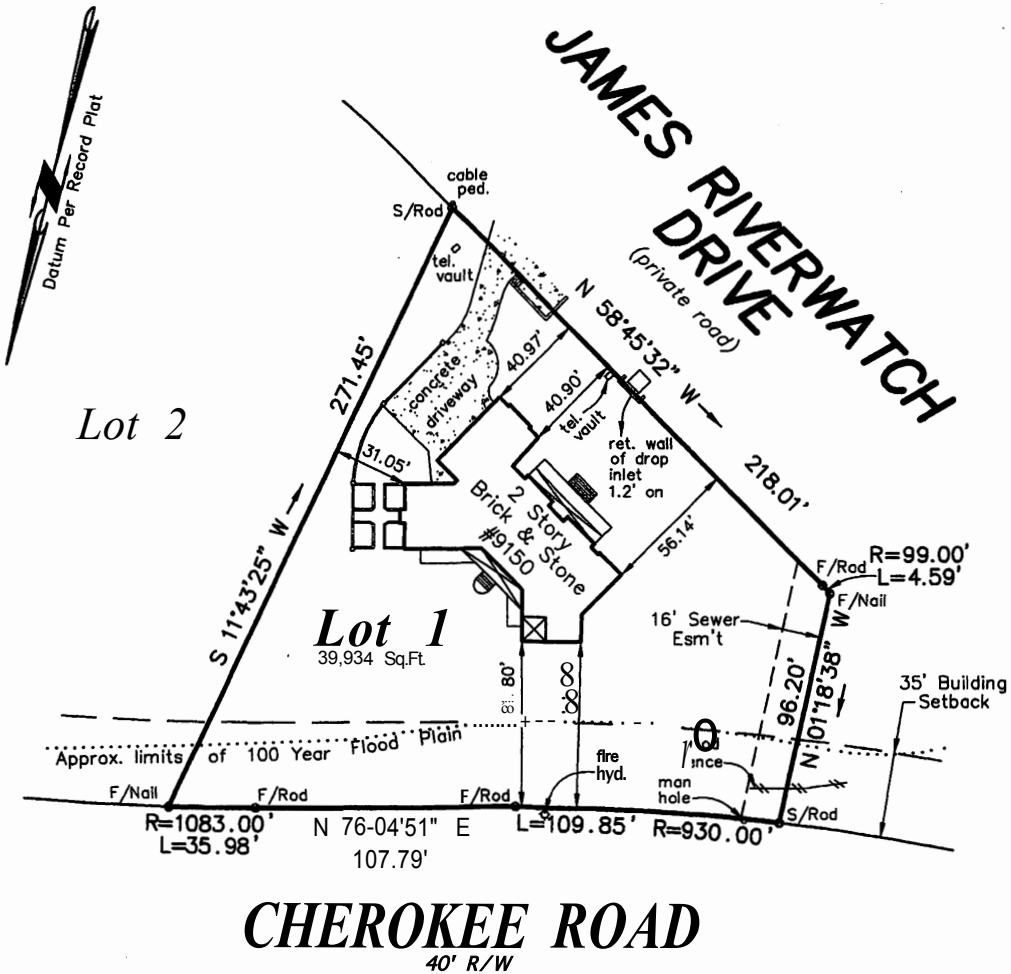 JAMES RIVERWATCH
DRIVE
(private road)
Datum Per Record Plat
cable
ped.
S/Rod
tel.
vault
N 58°45'32" W
271.45'
concrete
driveway
40.97'
40.90'
tel.
vault
ret. wall
of drop
inlet
1.2' on
Lot 2
31.05'
218.01'
2 Story
Brick & Stone
#9150
56.14'
F/Rod
R=99.00'
L=4.59'
F/Nail
S 11°43'25" W
Lot 1
39,934 Sq.Ft.
16' Sewer
Esm't
96.20'
N 01°18'38" W
35' Building
Setback
80'
8.8
Approx. limits of 100 Year Flood Plain
fire
hyd.
man
hole
F/Nail
F/Rod
F/Rod
S/Rod
R=1083.00'
L=35.98'
N 76-04'51" E
107.79'
L=109.85'
R=930.00'
CHEROKEE ROAD
40' R/W